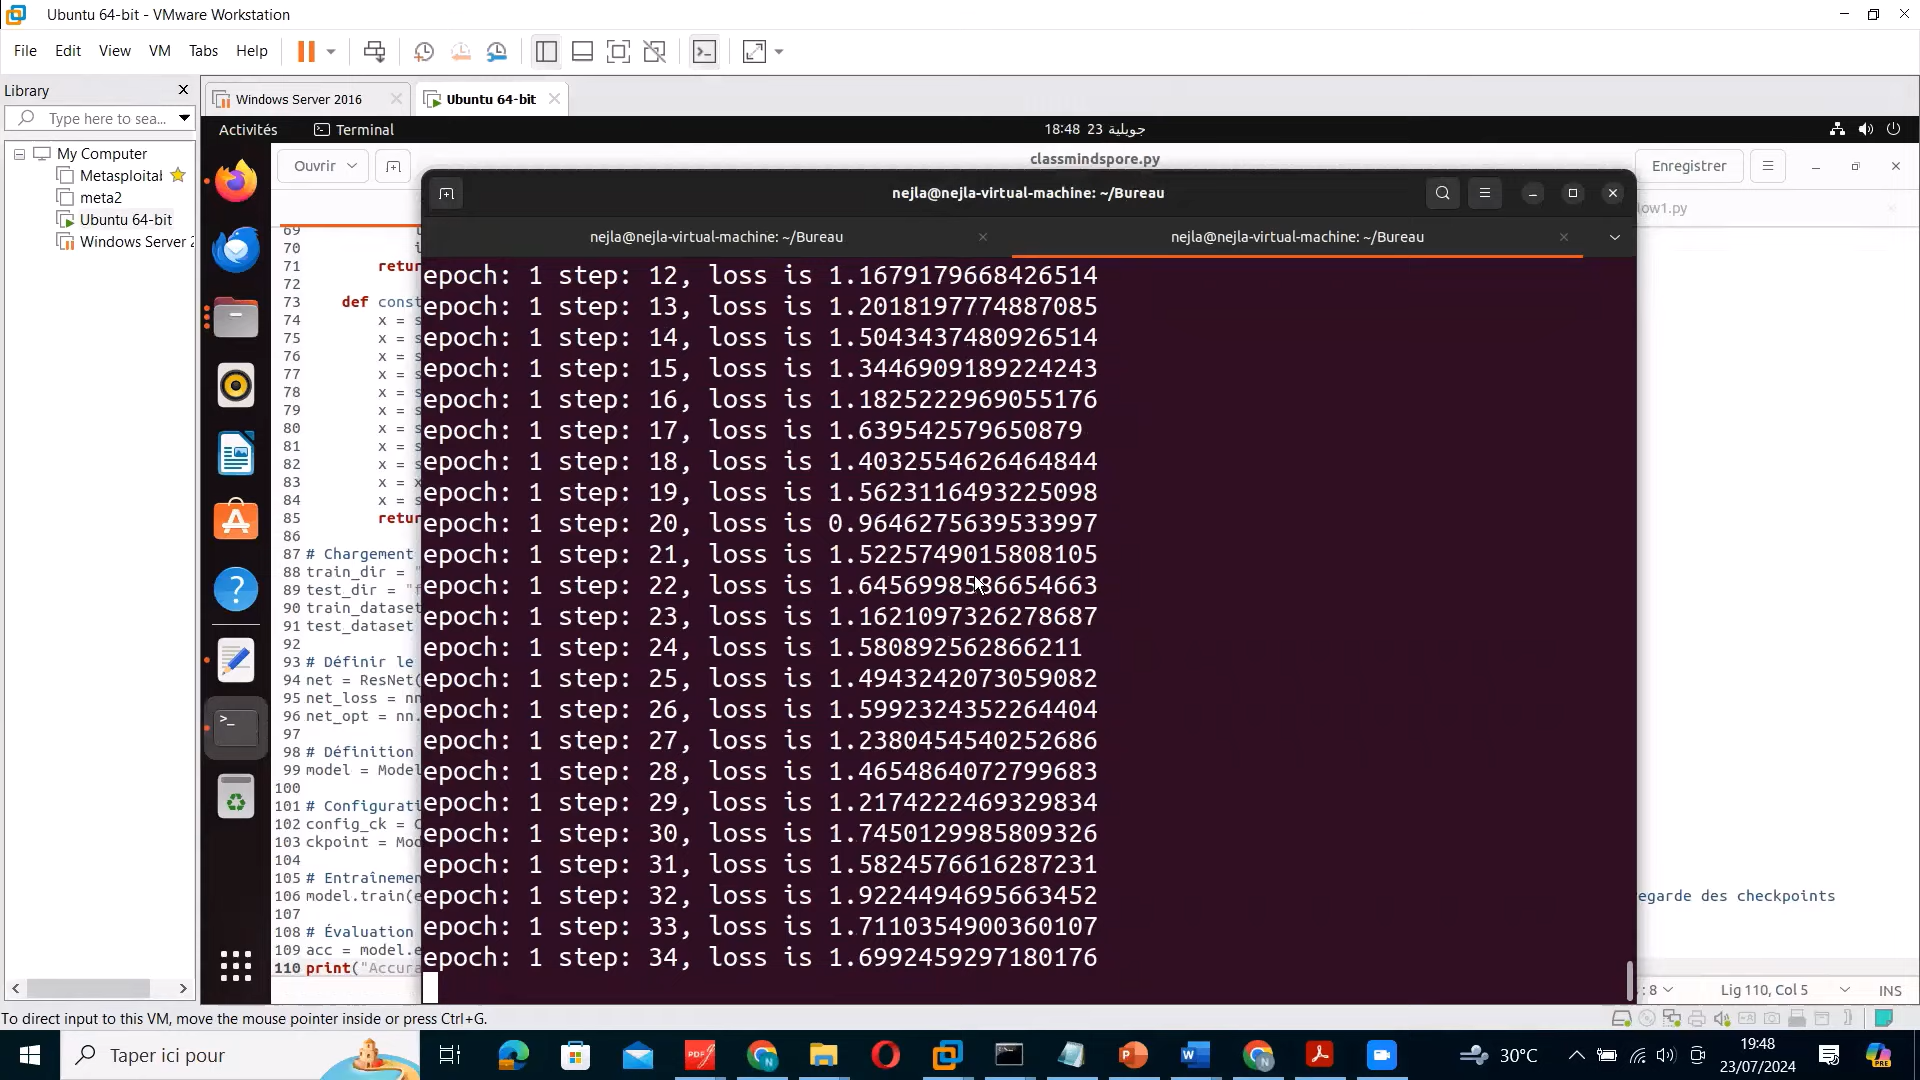 Ubuntu 64-bit - VMware Workstation
File Edit View VM Tabs Help
Library
Type here to sea...
My Computer
Metasploital
meta2
Ubuntu 64-bit
Windows Server 2
Windows Server 2016
Ubuntu 64-bit
Activités
Terminal
18:48 23 جويلية
Ouvrir
classmindspore.py
Enregistrer
low1.py
nejla@nejla-virtual-machine: ~/Bureau
nejla@nejla-virtual-machine: ~/Bureau
nejla@nejla-virtual-machine: ~/Bureau
epoch: 1 step: 12, loss is 1.1679179668426514
epoch: 1 step: 13, loss is 1.2018197774887085
epoch: 1 step: 14, loss is 1.5043437480926514
epoch: 1 step: 15, loss is 1.3446909189224243
epoch: 1 step: 16, loss is 1.1825222969055176
epoch: 1 step: 17, loss is 1.639542579650879
epoch: 1 step: 18, loss is 1.4032554626464844
epoch: 1 step: 19, loss is 1.5623116493225098
epoch: 1 step: 20, loss is 0.9646275639533997
epoch: 1 step: 21, loss is 1.5225749015808105
epoch: 1 step: 22, loss is
epoch: 1 step: 23, loss is 1.1621097326278687
epoch: 1 step: 24, loss is 1.580892562866211
epoch: 1 step: 25, loss is 1.4943242073059082
epoch: 1 step: 26, loss is 1.5992324352264404
epoch: 1 step: 27, loss is 1.2380454540252686
epoch: 1 step: 28, loss is 1.4654864072799683
epoch: 1 step: 29, loss is 1.2174222469329834
epoch: 1 step: 30, loss is 1.7450129985809326
epoch: 1 step: 31, loss is 1.5824576616287231
epoch: 1 step: 32, loss is 1.9224494695663452
epoch: 1 step: 33, loss is 1.7110354900360107
epoch: 1 step: 34, loss is 1.6992459297180176
69
70 i
71 retur
72
73 def const
74 x = s
75 x = s
76 x = s
77 x = s
78 x = s
79 x = s
80 x = s
81 x = s
82 x = s
83 x = x
84 x = s
85 retur
86
87 # Chargement
88 train_dir = "
89 test_dir = "f
90 train_dataset
91 test_dataset
92
93 # Définir le
94 net = ResNet(
95 net_loss = nn
96 net_opt = nn.
97
98 # Définition
99 model = Model
100
101 # Configurati
102 config_ck = C
103 ckpoint = Mod
104
105 # Entraînemen
106 model.train(e
egarde des checkpoints
107
108 # Évaluation
109 acc = model.e
110 print("Accura
: 8
Lig 110, Col 5
INS
To direct input to this VM, move the mouse pointer inside or press Ctrl+G.
Taper ici pour
30°C
19:48
23/07/2024